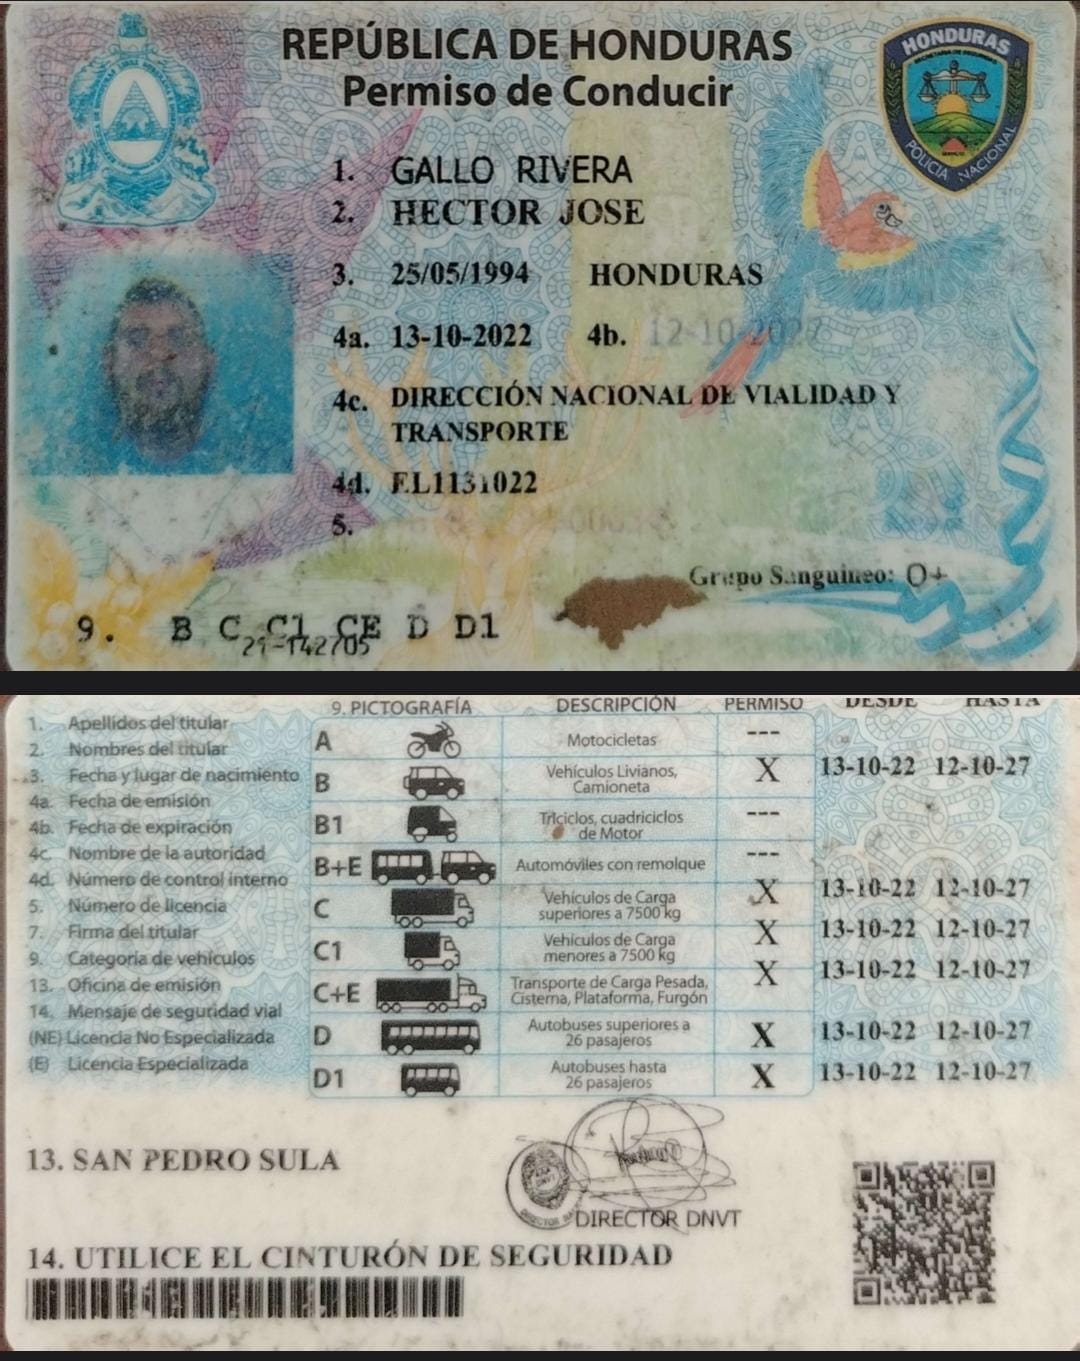 REPÚBLICA DE HONDURAS
Permiso de Conducir
HONDURAS
POLICIA NACIONAL
1. GALLO RIVERA
2. HECTOR JOSE
3. 25/05/1994 HONDURAS
4a. 13-10-2022 4b. 12-10-2027
4c. DIRECCIÓN NACIONAL DE VIALIDAD Y
TRANSPORTE
4d. EL1131022
5.
Grupo Sanguineo: O+
9. B C C1 CE D D1
21-142705
1. Apellidos del titular
2. Nombres del titular
3. Fecha y lugar de nacimiento
4a. Fecha de emisión
4b. Fecha de expiración
4c. Nombre de la autoridad
4d. Número de control interno
5. Número de licencia
7. Firma del titular
9. Categoría de vehículos
13. Oficina de emisión
14. Mensaje de seguridad vial
(NE) Licencia No Especializada
(E) Licencia Especializada
9. PICTOGRAFÍA DESCRIPCIÓN PERMISO DESDE HASTA
A Motocicletas ---
B Vehículos Livianos, Camioneta X 13-10-22 12-10-27
B1 Triciclos, cuadriciclos de Motor ---
B+E Automóviles con remolque ---
C Vehículos de Carga superiores a 7500 kg X 13-10-22 12-10-27
C1 Vehículos de Carga menores a 7500 kg X 13-10-22 12-10-27
C+E Transporte de Carga Pesada, Cisterna, Plataforma, Furgón X 13-10-22 12-10-27
D Autobuses superiores a 26 pasajeros X 13-10-22 12-10-27
D1 Autobuses hasta 26 pasajeros X 13-10-22 12-10-27
13. SAN PEDRO SULA
DIRECTOR DNVT
14. UTILICE EL CINTURÓN DE SEGURIDAD